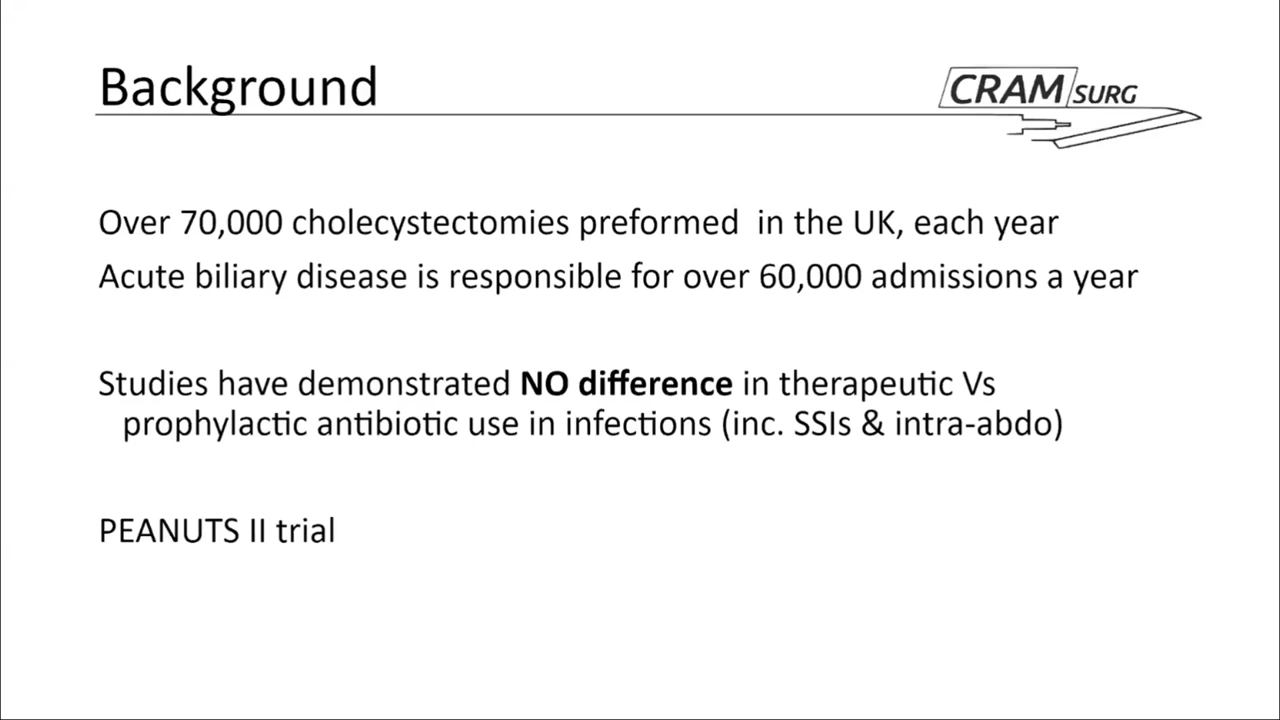 Background
CRAM SURG
Over 70,000 cholecystectomies preformed  in the UK, each year
Acute biliary disease is responsible for over 60,000 admissions a year
Studies have demonstrated NO difference in therapeutic Vs
prophylactic antibiotic use in infections (inc. SSIs & intra-abdo)
PEANUTS II trial